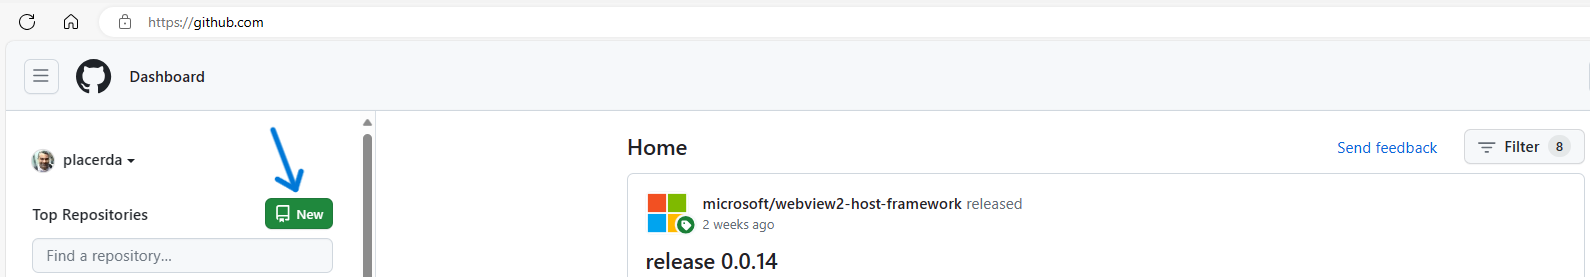 https://github.com
Dashboard
placerda
Top Repositories
New
Find a repository...
Home
Send feedback
Filter 8
microsoft/webview2-host-framework released
2 weeks ago
release 0.0.14